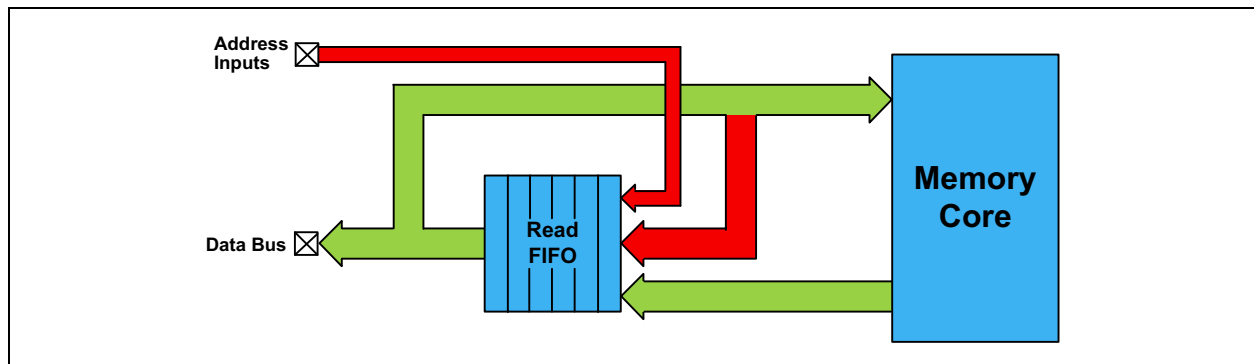 Address
Inputs
Memory
Core
Read
FIFO
Data Bus